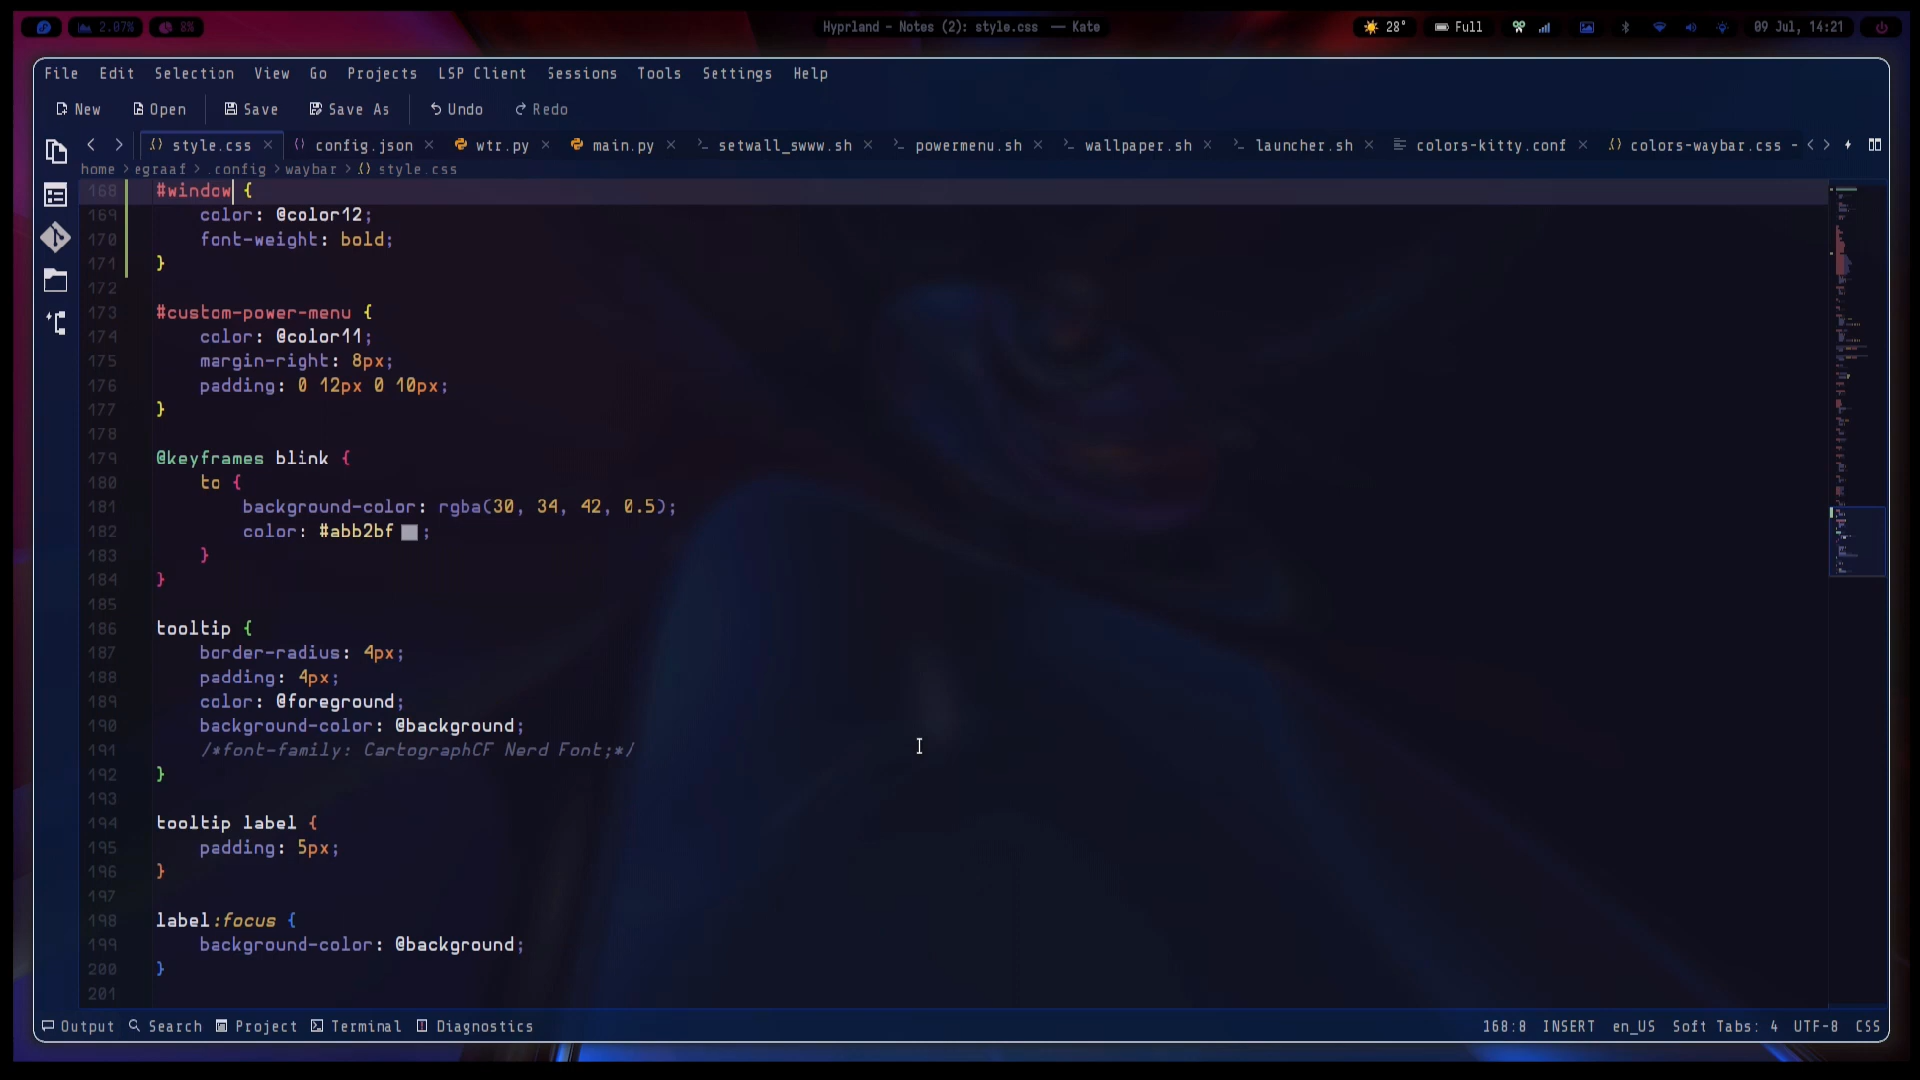 2.07% 8% Hyprland - Notes (2): style.css — Kate 28° Full 09 Jul, 14:21
File Edit Selection View Go Projects LSP Client Sessions Tools Settings Help
New Open Save Save As Undo Redo
style.css config.json wtr.py main.py setwall_swww.sh powermenu.sh wallpaper.sh launcher.sh colors-kitty.conf colors-waybar.css -
home > egraaf > .config > waybar > style.css
168 #window {
169 color: @color12;
170 font-weight: bold;
171 }
172
173 #custom-power-menu {
174 color: @color11;
175 margin-right: 8px;
176 padding: 0 12px 0 10px;
177 }
178
179 @keyframes blink {
180 to {
181 background-color: rgba(30, 34, 42, 0.5);
182 color: #abb2bf ;
183 }
184 }
185
186 tooltip {
187 border-radius: 4px;
188 padding: 4px;
189 color: @foreground;
190 background-color: @background;
191 /*font-family: CartographCF Nerd Font;*/
192 }
193
194 tooltip label {
195 padding: 5px;
196 }
197
198 label:focus {
199 background-color: @background;
200 }
201
Output Search Project Terminal Diagnostics 168:8 INSERT en_US Soft Tabs: 4 UTF-8 CSS